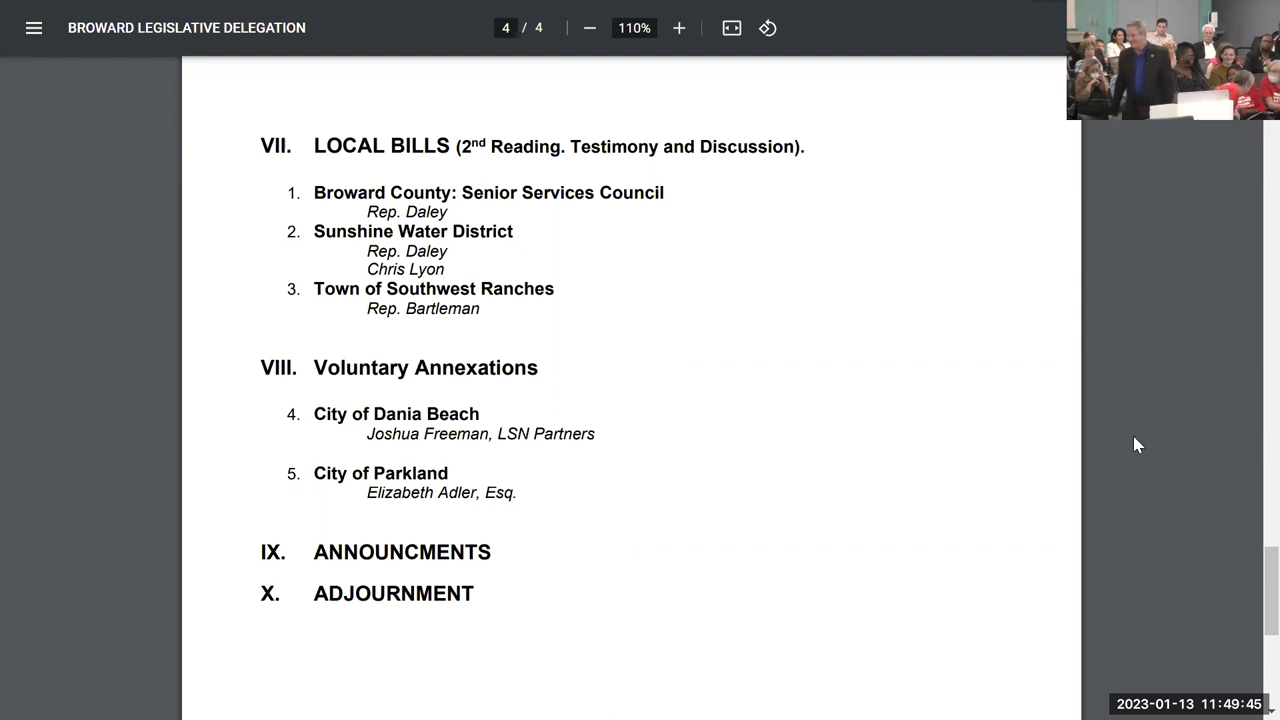 BROWARD LEGISLATIVE DELEGATION 4 / 4 110%
VII. LOCAL BILLS (2nd Reading. Testimony and Discussion).
1. Broward County: Senior Services Council
Rep. Daley
2. Sunshine Water District
Rep. Daley
Chris Lyon
3. Town of Southwest Ranches
Rep. Bartleman
VIII. Voluntary Annexations
4. City of Dania Beach
Joshua Freeman, LSN Partners
5. City of Parkland
Elizabeth Adler, Esq.
IX. ANNOUNCMENTS
X. ADJOURNMENT
2023-01-13 11:49:45